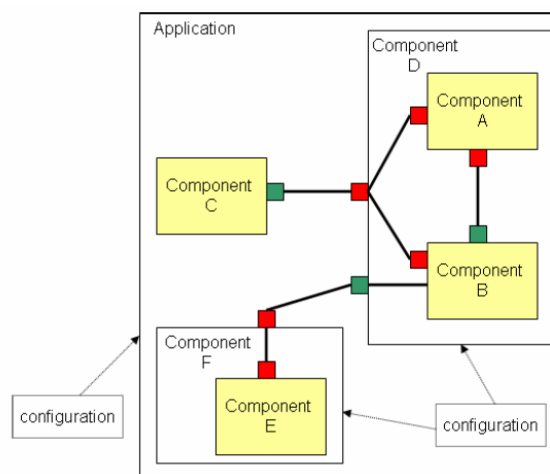 Application
Component
D
Component
A
Component
C
Component
B
Component
F
Component
E
configuration
configuration